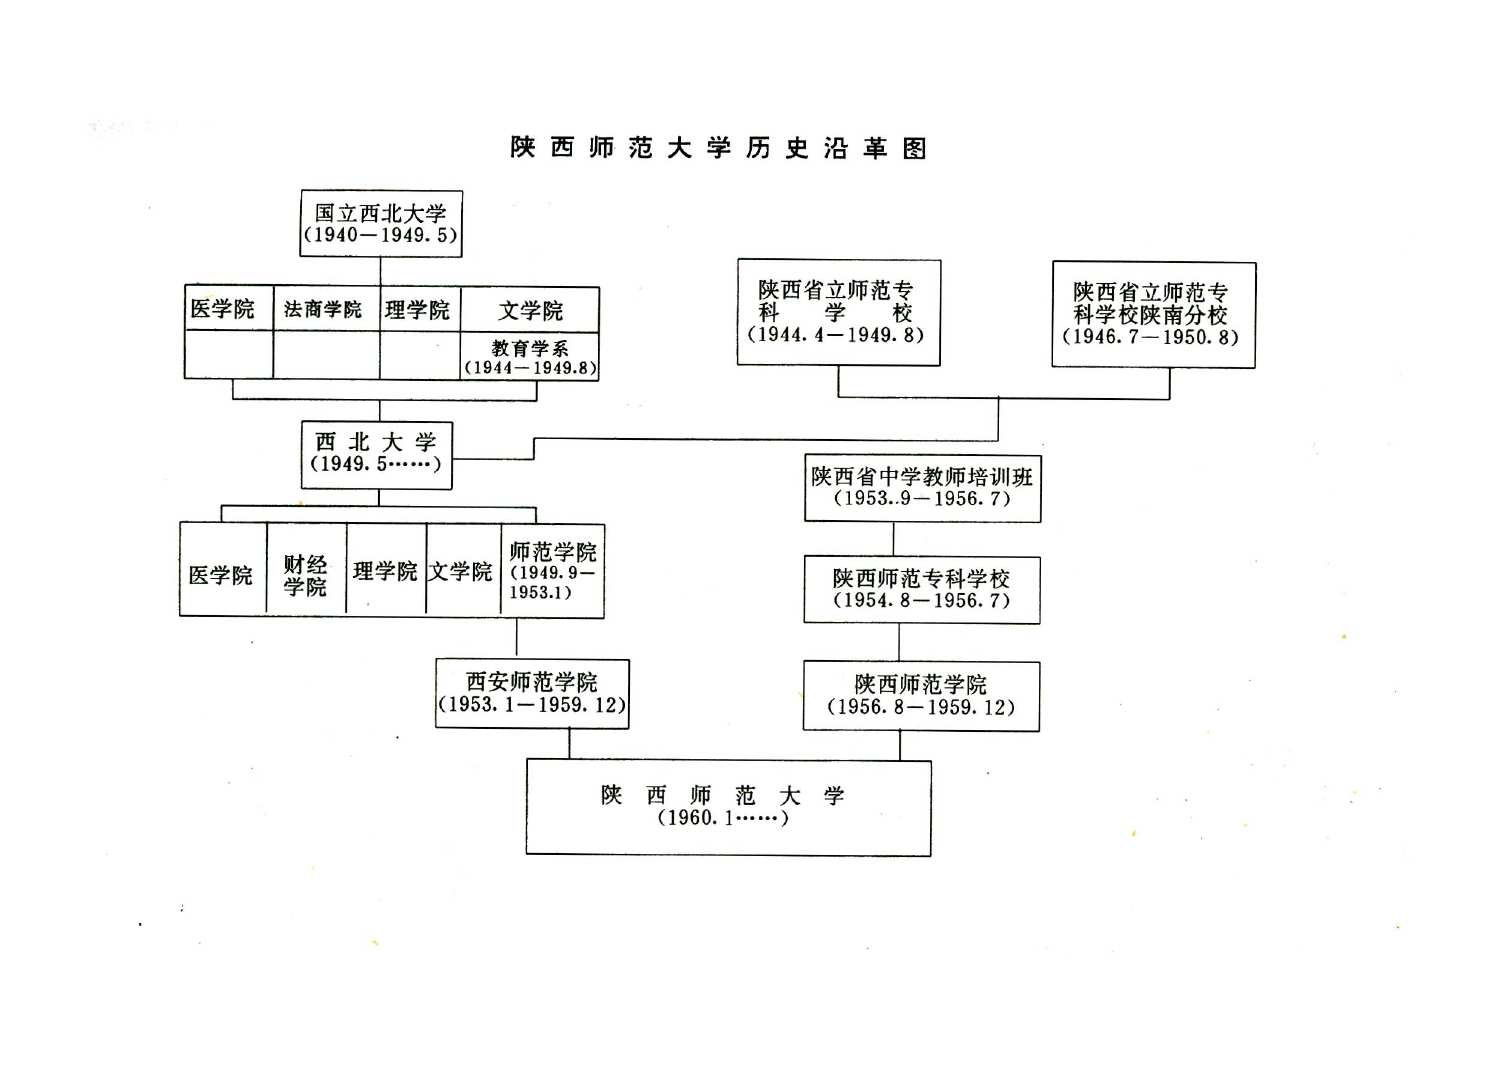 陕西师范大学历史沿革图
国立西北大学
(1940—1949.5)
医学院 法商学院 理学院 文学院
教育学系
(1944—1949.8)
陕西省立师范专
科学校
(1944.4—1949.8)
陕西省立师范专
科学校陕南分校
(1946.7—1950.8)
西北大学
(1949.5……)
医学院
财经
学院
理学院
文学院
师范学院
(1949.9—
1953.1)
陕西省中学教师培训班
(1953..9—1956.7)
陕西师范专科学校
(1954.8—1956.7)
西安师范学院
(1953.1—1959.12)
陕西师范学院
(1956.8—1959.12)
陕西师范大学
(1960.1……)